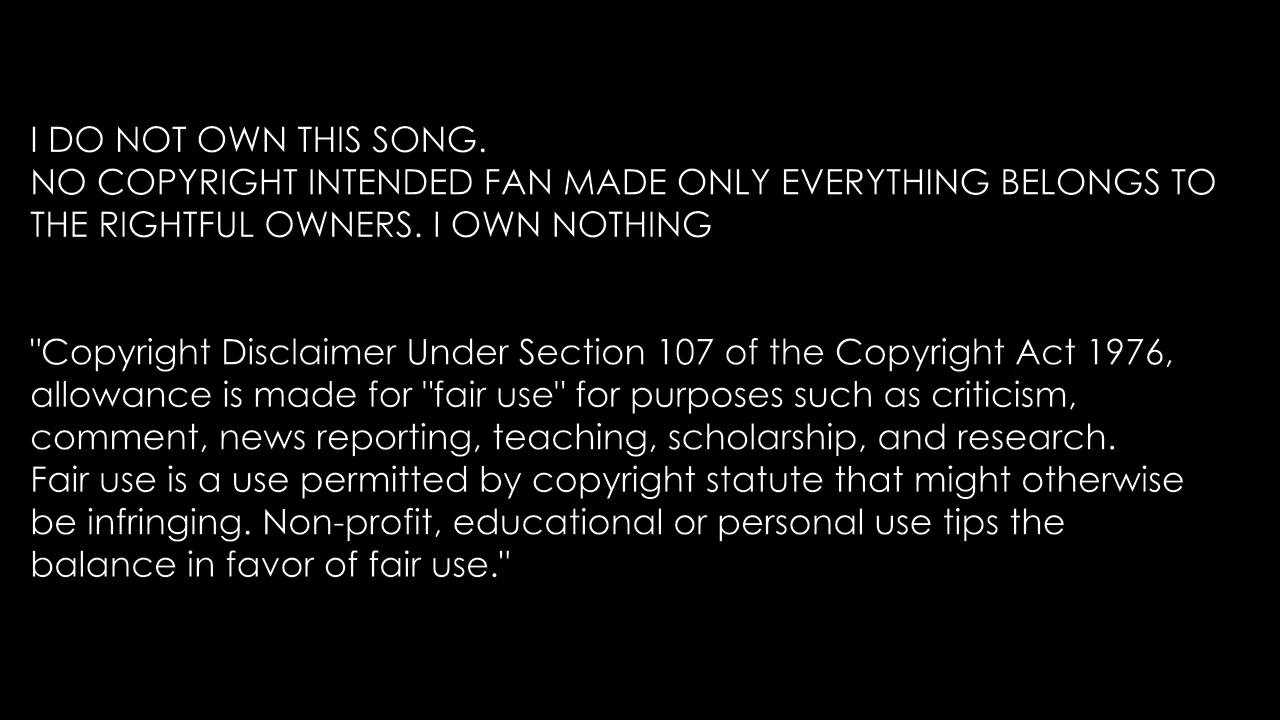 I DO NOT OWN THIS SONG.
NO COPYRIGHT INTENDED FAN MADE ONLY EVERYTHING BELONGS TO
THE RIGHTFUL OWNERS. I OWN NOTHING
"Copyright Disclaimer Under Section 107 of the Copyright Act 1976,
allowance is made for "fair use" for purposes such as criticism,
comment, news reporting, teaching, scholarship, and research.
Fair use is a use permitted by copyright statute that might otherwise
be infringing. Non-profit, educational or personal use tips the
balance in favor of fair use."